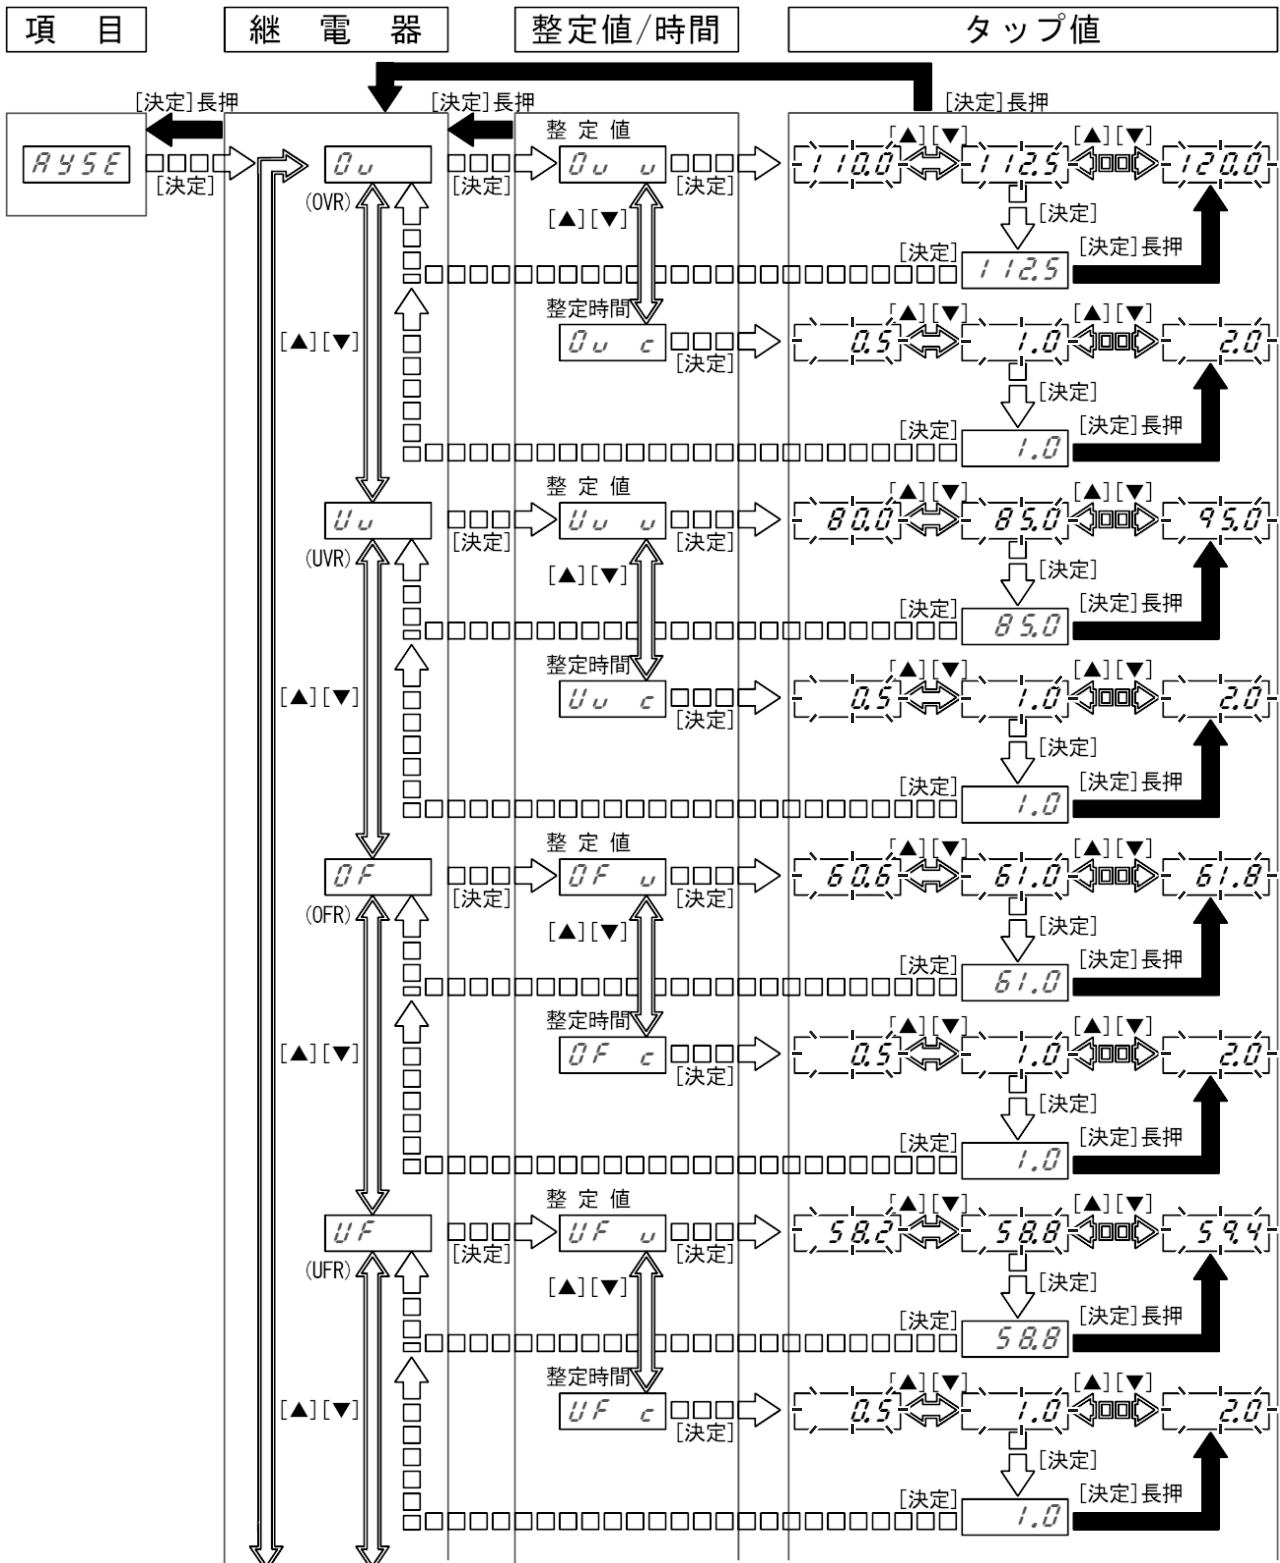 項　目　継　電　器　整定値/時間　タップ値
[決定]長押　[決定]長押　[決定]長押
整 定 値　[▲][▼]　[▲][▼]
AYSE　0u　0u u　110.0　112.5　120.0
[決定]　(OVR)　[決定]　[決定]
[▲][▼]　[決定]
[決定]　112.5　[決定]長押
整定時間　[▲][▼]　[▲][▼]
[▲][▼]　0u c　[決定]　0.5　1.0　2.0
[決定]
[決定]　1.0　[決定]長押
整 定 値　[▲][▼]　[▲][▼]
Uu　Uu u　80.0　85.0　95.0
(UVR)　[決定]　[決定]
[▲][▼]　[決定]
[決定]　85.0　[決定]長押
整定時間　[▲][▼]　[▲][▼]
[▲][▼]　Uu c　[決定]　0.5　1.0　2.0
[決定]
[決定]　1.0　[決定]長押
整 定 値　[▲][▼]　[▲][▼]
0F　0F u　60.6　61.0　61.8
(OFR)　[決定]　[決定]
[▲][▼]　[決定]
[決定]　61.0　[決定]長押
整定時間　[▲][▼]　[▲][▼]
[▲][▼]　0F c　[決定]　0.5　1.0　2.0
[決定]
[決定]　1.0　[決定]長押
整 定 値　[▲][▼]　[▲][▼]
UF　UF u　58.2　58.8　59.4
(UFR)　[決定]　[決定]
[▲][▼]　[決定]
[決定]　58.8　[決定]長押
整定時間　[▲][▼]　[▲][▼]
[▲][▼]　UF c　[決定]　0.5　1.0　2.0
[決定]
[決定]　1.0　[決定]長押